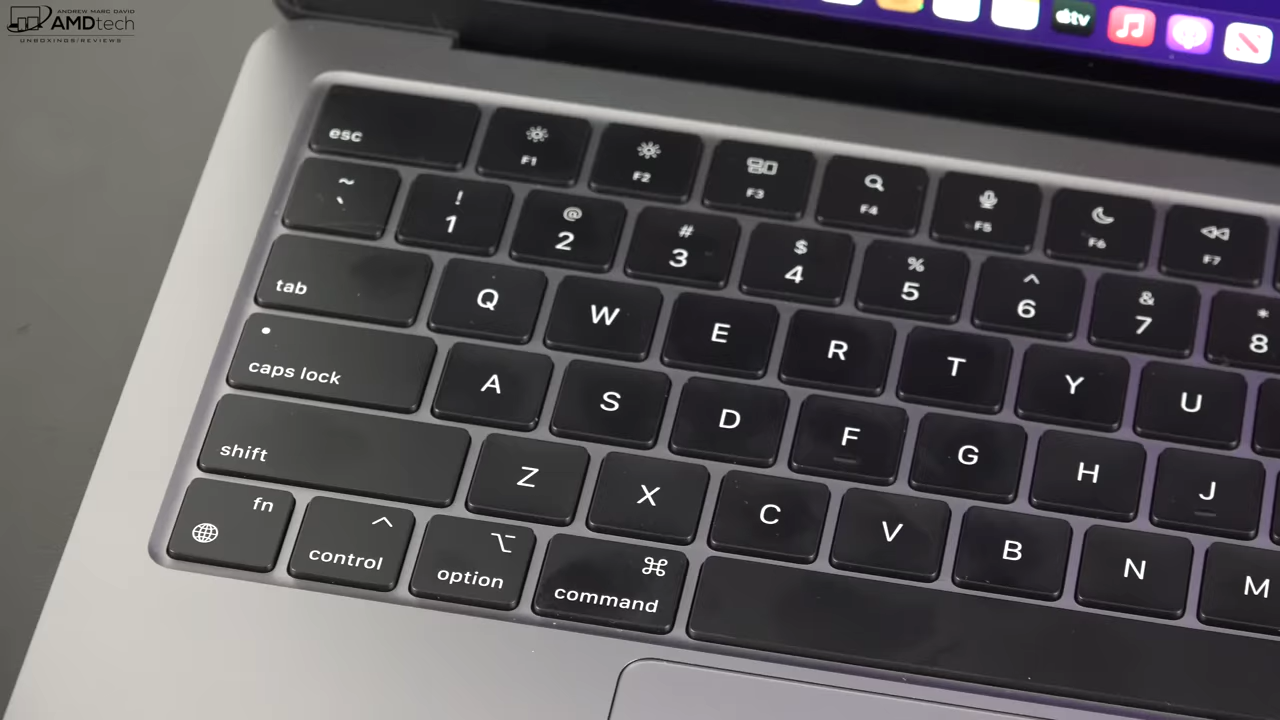 ANDREW MARC DAVID
AMDtech
UNBOXINGS/REVIEWS
tv
esc F1 F2 F3 F4 F5 F6 F7
~ ` ! 1 @ 2 # 3 $ 4 % 5 ^ 6 & 7 * 8
tab Q W E R T Y U
caps lock A S D F G H J
shift Z X C V B N M
fn control option command